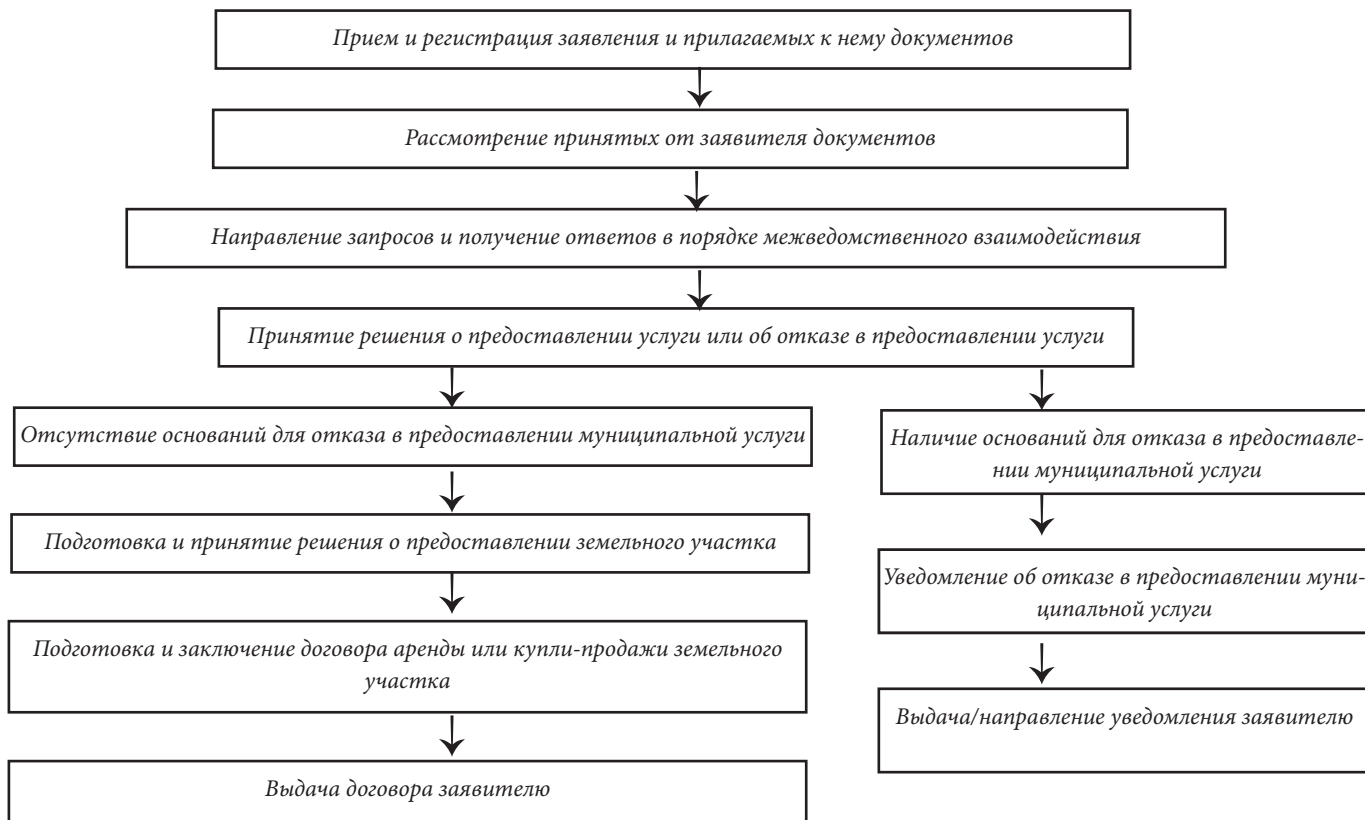 Прием и регистрация заявления и прилагаемых к нему документов
Рассмотрение принятых от заявителя документов
Направление запросов и получение ответов в порядке межведомственного взаимодействия
Принятие решения о предоставлении услуги или об отказе в предоставлении услуги
Отсутствие оснований для отказа в предоставлении муниципальной услуги
Подготовка и принятие решения о предоставлении земельного участка
Подготовка и заключение договора аренды или купли-продажи земельного
участка
Выдача договора заявителю
Наличие оснований для отказа в предоставле-
нии муниципальной услуги
Уведомление об отказе в предоставлении муни-
ципальной услуги
Выдача/направление уведомления заявителю